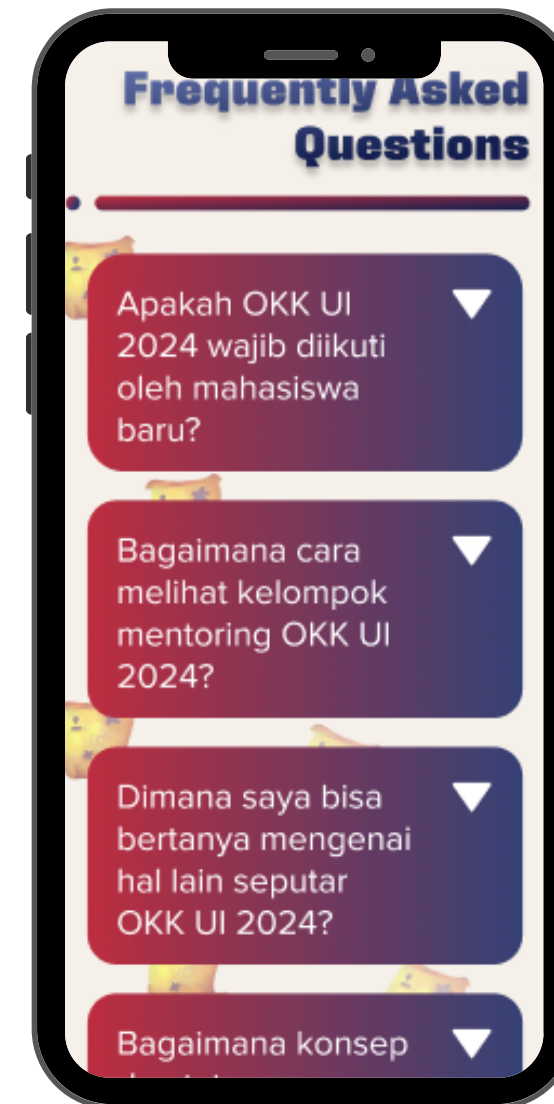 Frequently Asked
Questions
Apakah OKK UI
2024 wajib diikuti
oleh mahasiswa
baru?
Bagaimana cara
melihat kelompok
mentoring OKK UI
2024?
Dimana saya bisa
bertanya mengenai
hal lain seputar
OKK UI 2024?
Bagaimana konsep